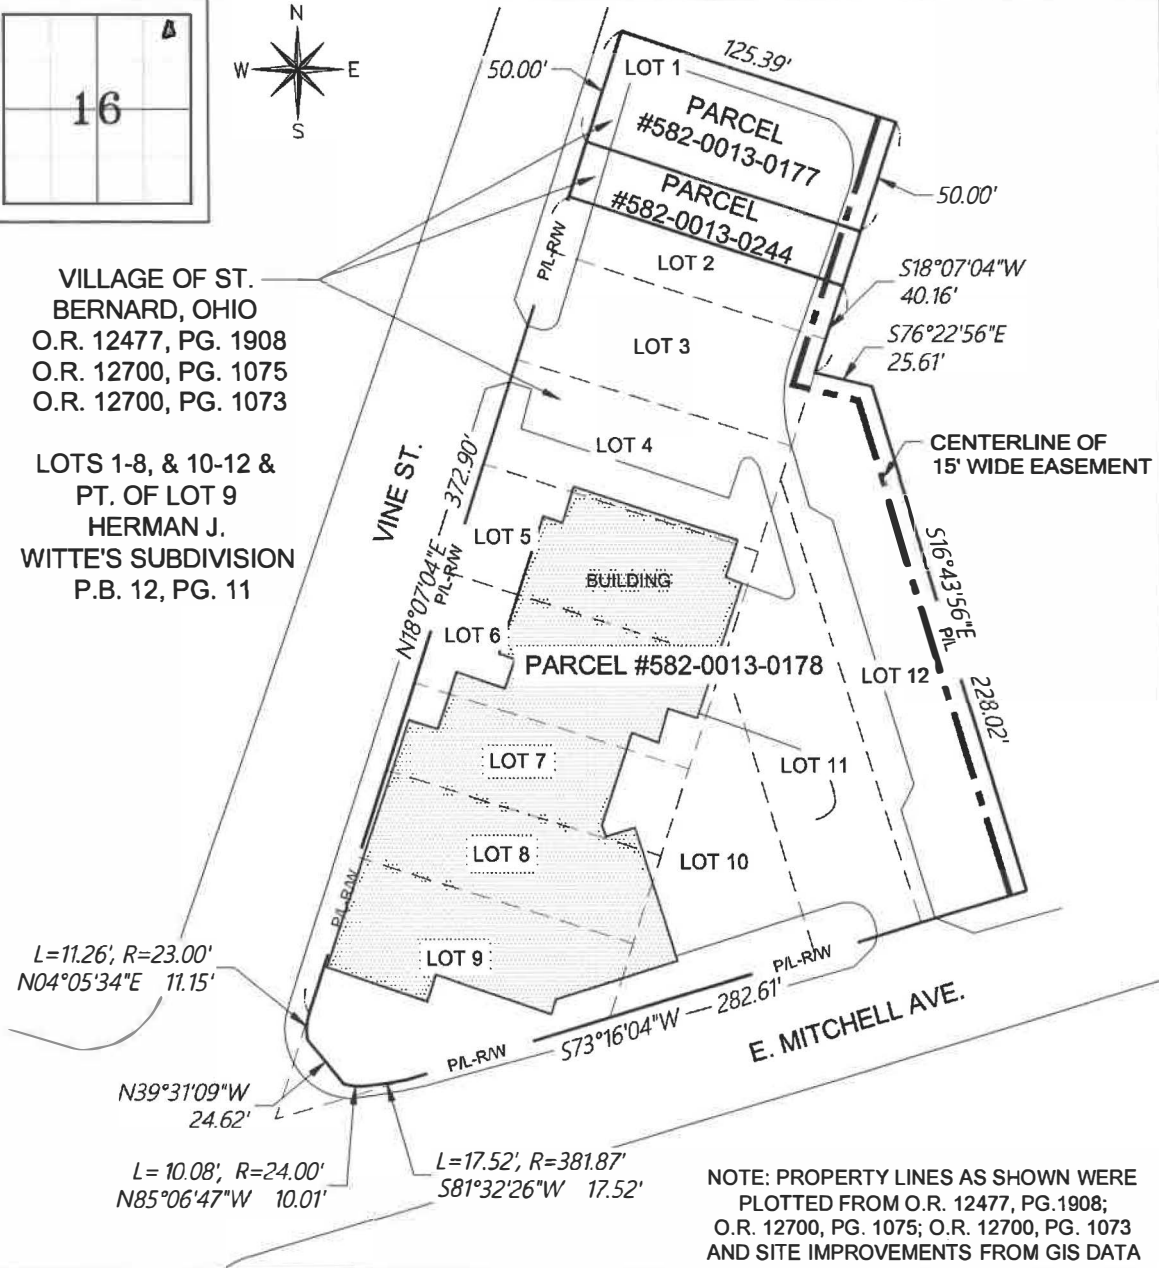 16
N
W E
S
125.39'
50.00'
LOT 1
PARCEL
#582-0013-0177
PARCEL
#582-0013-0244
50.00'
P/L-R/W
LOT 2
S18°07'04"W
40.16'
S76°22'56"E
25.61'
VILLAGE OF ST.
BERNARD, OHIO
O.R. 12477, PG. 1908
O.R. 12700, PG. 1075
O.R. 12700, PG. 1073
LOT 3
LOTS 1-8, & 10-12 &
PT. OF LOT 9
HERMAN J.
WITTE'S SUBDIVISION
P.B. 12, PG. 11
VINE ST.
N18°07'04"E — 372.90'
P/L-R/W
LOT 4
CENTERLINE OF
15' WIDE EASEMENT
LOT 5
BUILDING
S16°43'56"E
228.02'
P/L
LOT 6
PARCEL #582-0013-0178
LOT 12
LOT 7
LOT 11
LOT 8
LOT 10
P/L-R/W
LOT 9
L=11.26', R=23.00'
N04°05'34"E 11.15'
P/L-R/W
S73°16'04"W — 282.61'
P/L-R/W
E. MITCHELL AVE.
N39°31'09"W
24.62'
L= 10.08', R=24.00'
N85°06'47"W 10.01'
L=17.52', R=381.87'
S81°32'26"W 17.52'
NOTE: PROPERTY LINES AS SHOWN WERE
PLOTTED FROM O.R. 12477, PG.1908;
O.R. 12700, PG. 1075; O.R. 12700, PG. 1073
AND SITE IMPROVEMENTS FROM GIS DATA